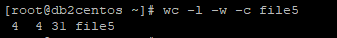 [root@db2centos ~]# wc -l -w -c file5
 4  4 31 file5